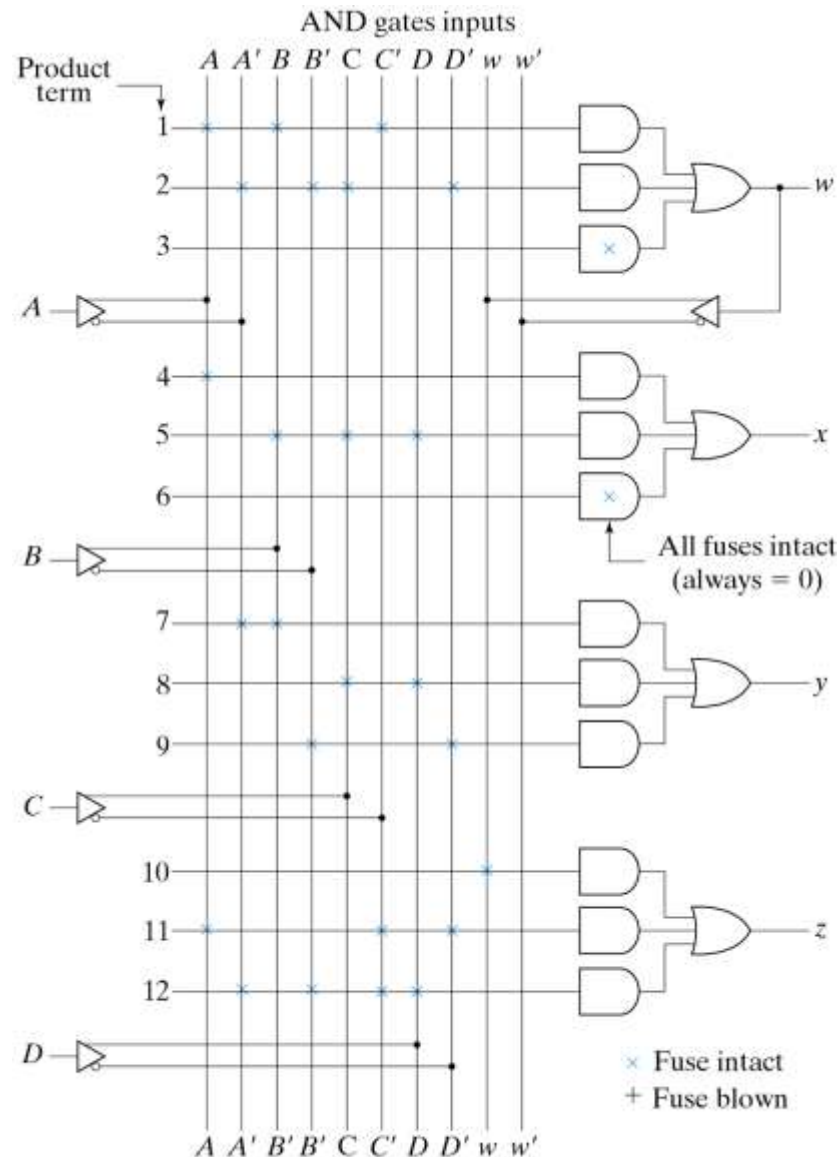 AND gates inputs
A A' B B' C C' D D' w w'
Product
term
1
2
w
3
A
4
5
x
6
B
All fuses intact
(always = 0)
7
8
y
9
C
10
11
z
12
D
× Fuse intact
+ Fuse blown
A A' B' B' C C' D D' w w'